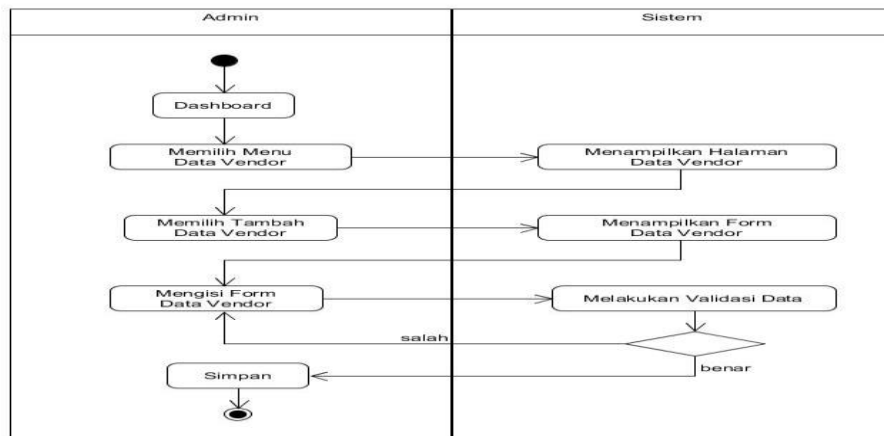 Admin
Sistem
Dashboard
Memilih Menu
Data Vendor
Menampilkan Halaman
Data Vendor
Memilih Tambah
Data Vendor
Menampilkan Form
Data Vendor
Mengisi Form
Data Vendor
Melakukan Validasi Data
salah
benar
Simpan